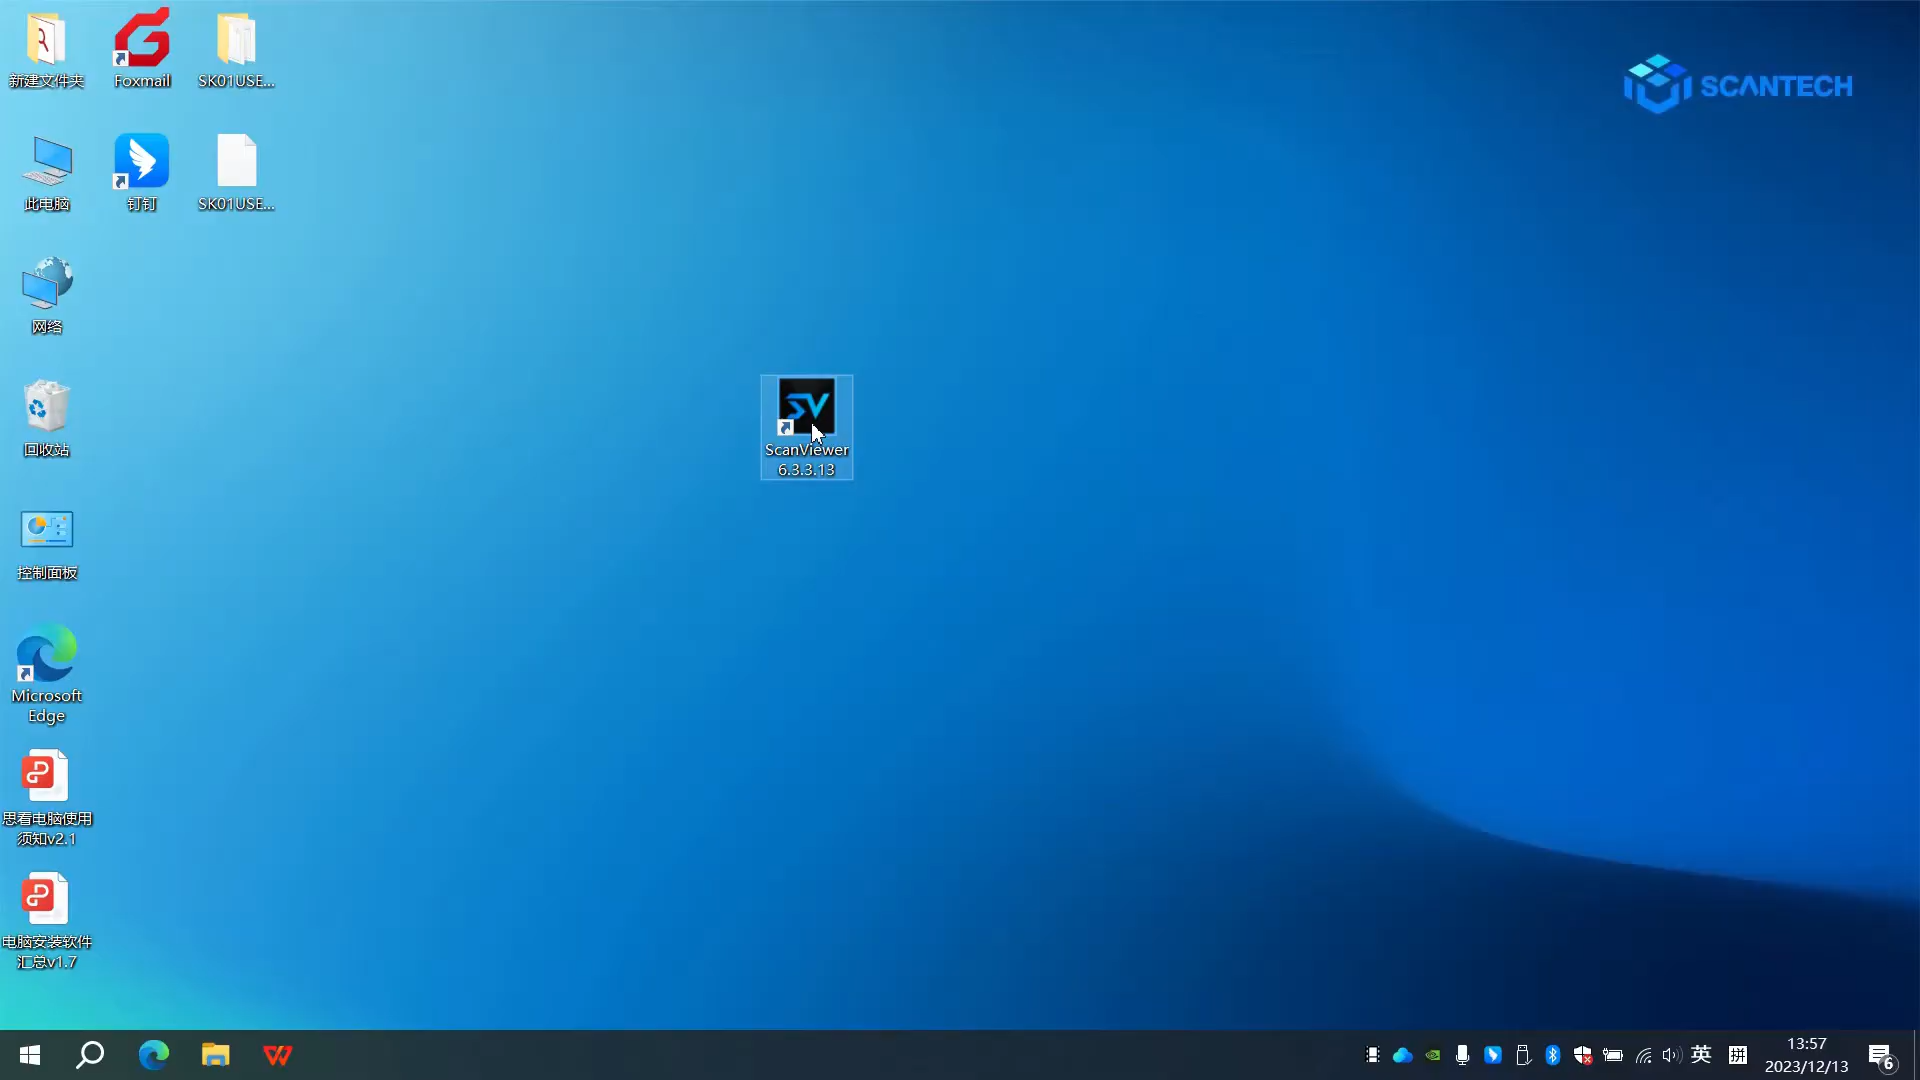 新建文件夹
Foxmail
SK01USE...
SCANTECH
此电脑
钉钉
SK01USE...
网络
回收站
SV
ScanViewer
6.3.3.13
控制面板
Microsoft
Edge
思看电脑使用
须知v2.1
电脑安装软件
汇总v1.7
英
拼
13:57
2023/12/13
6